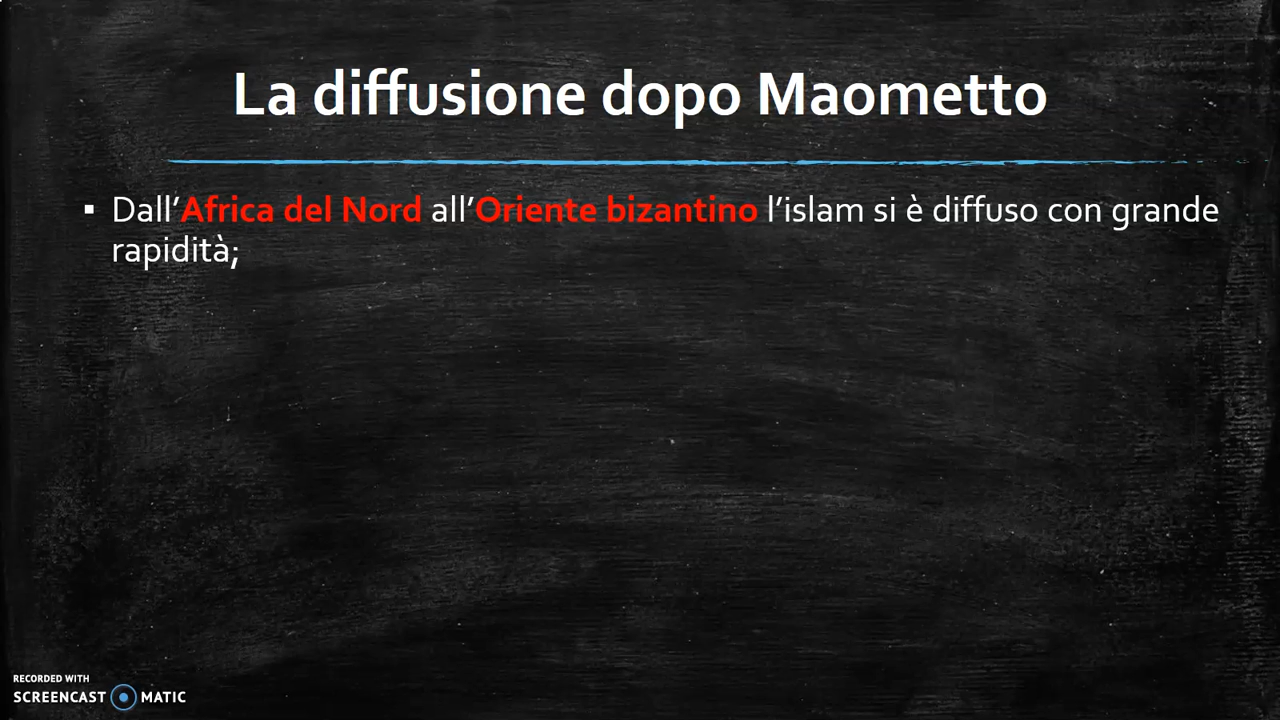 La diffusione dopo Maometto
▪ Dall’Africa del Nord all’Oriente bizantino l’islam si è diffuso con grande
rapidità;
RECORDED WITH
SCREENCAST MATIC